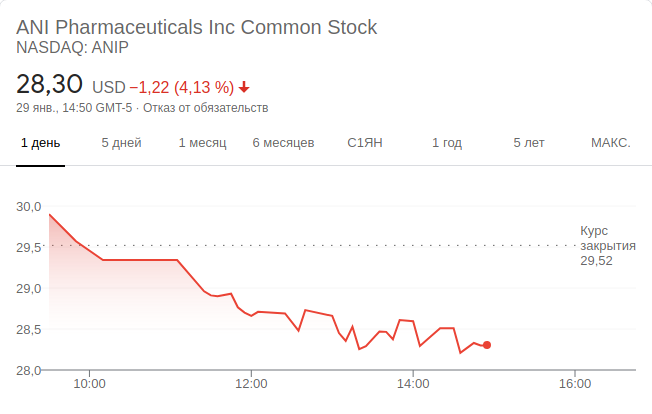 ANI Pharmaceuticals Inc Common Stock
NASDAQ: ANIP
28,30 USD −1,22 (4,13 %)
29 янв., 14:50 GMT-5 · Отказ от обязательств
1 день 5 дней 1 месяц 6 месяцев С1ЯН 1 год 5 лет МАКС.
30,0
29,5
29,0
28,5
28,0
Курс
закрытия
29,52
10:00 12:00 14:00 16:00